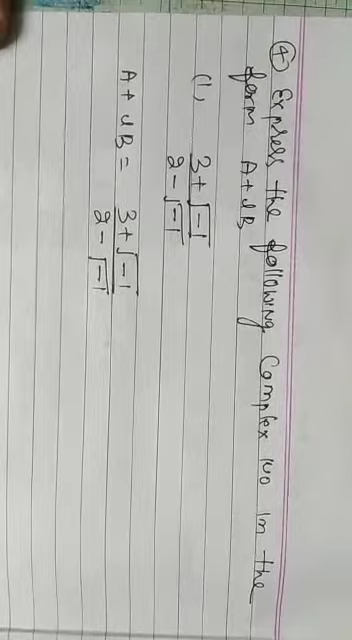 ④ Express the following Complex no in the
form A+iB
(i, 3+√-1
2-√-1
A+iB = 3+√-1
2-√-1